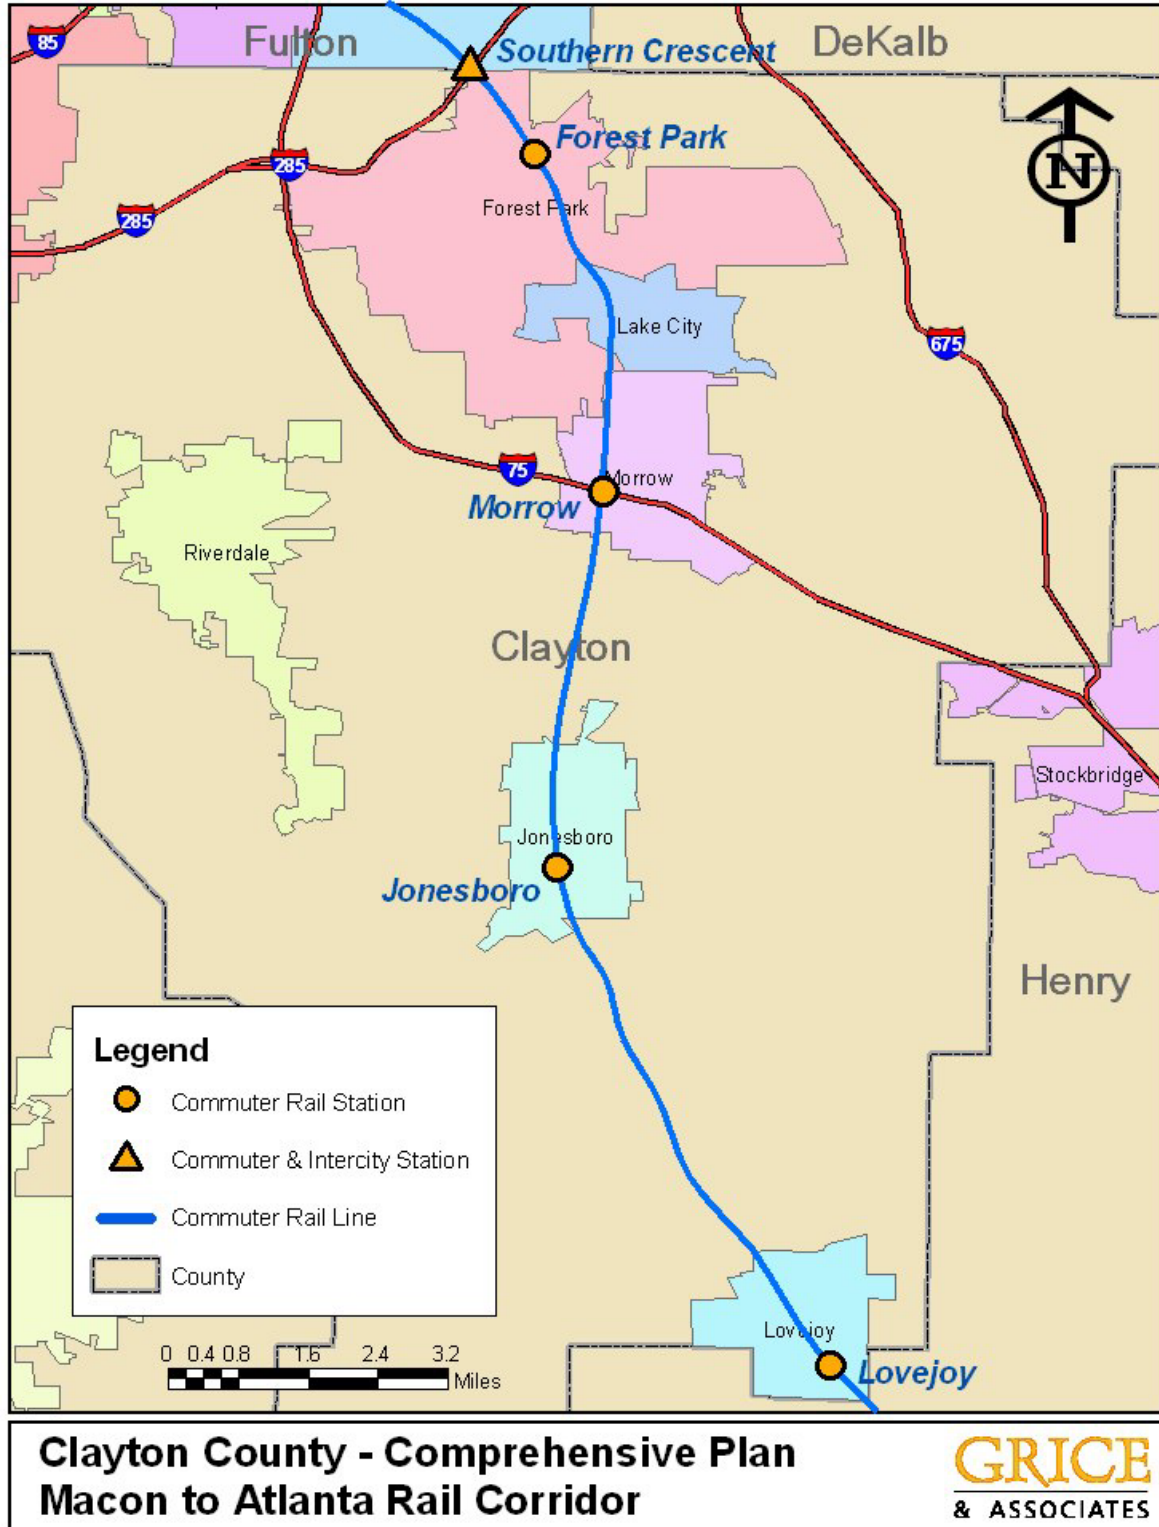 Fulton
DeKalb
85
Southern Crescent
Forest Park
N
285
285
Forest Park
Lake City
675
75
Morrow
Morrow
Riverdale
Clayton
Stockbridge
Jonesboro
Jonesboro
Henry
Legend
Commuter Rail Station
Commuter & Intercity Station
Commuter Rail Line
County
Lovejoy
0 0.4 0.8 1.6 2.4 3.2
Miles
Lovejoy
Clayton County - Comprehensive Plan
Macon to Atlanta Rail Corridor
GRICE
& ASSOCIATES